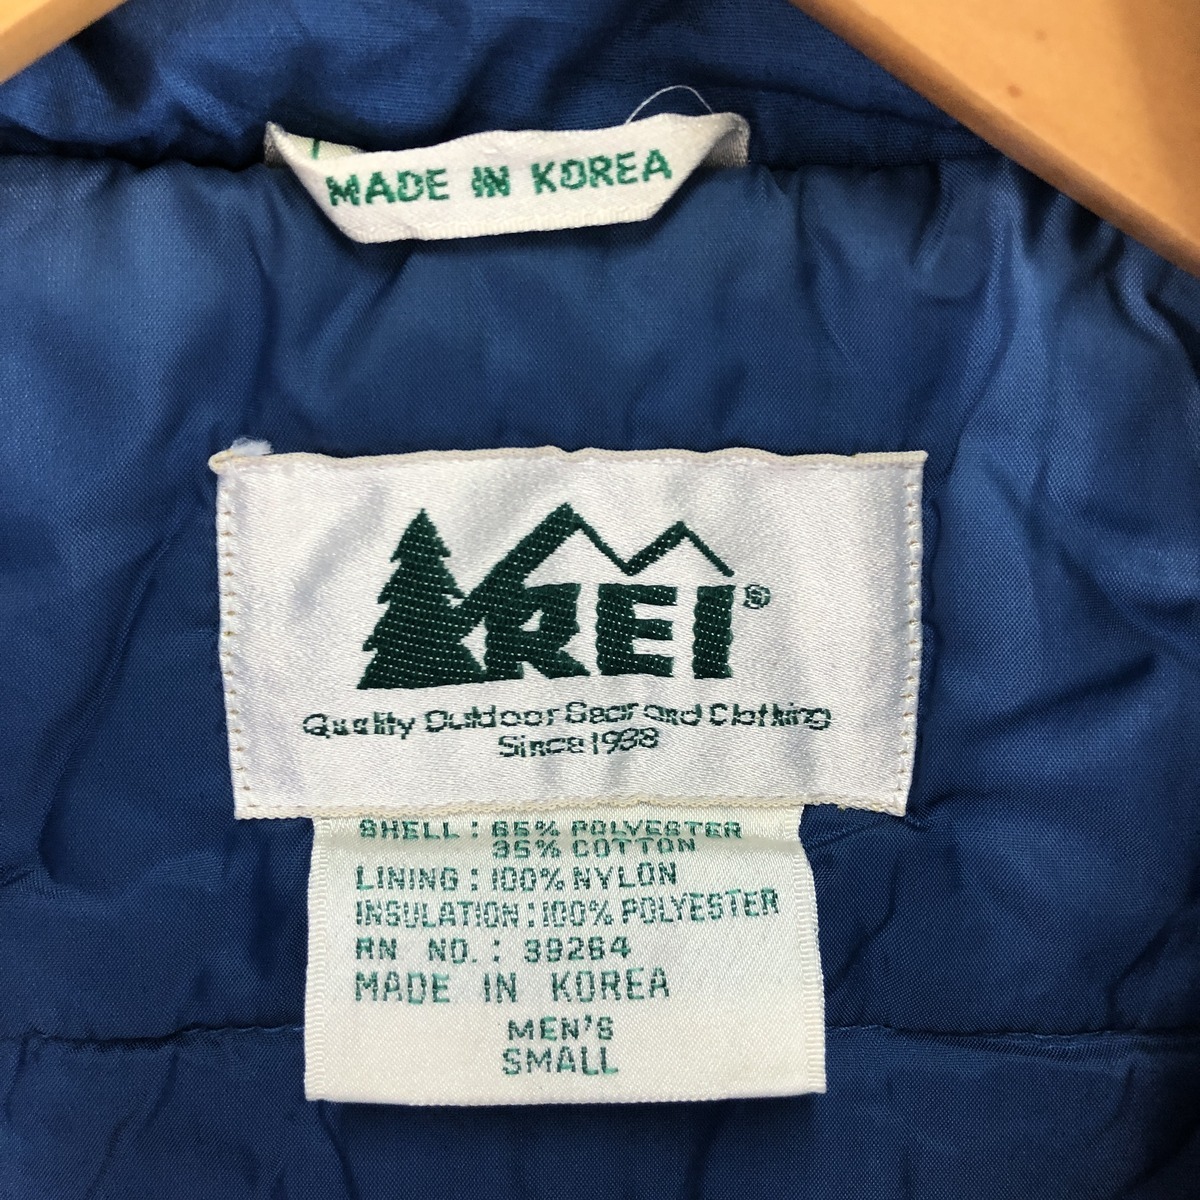 MADE IN KOREA
REI®
Quality Outdoor Gear and Clothing
Since 1938
SHELL: 65% POLYESTER
35% COTTON
LINING: 100% NYLON
INSULATION: 100% POLYESTER
RN NO.: 39264
MADE IN KOREA
MEN'S
SMALL